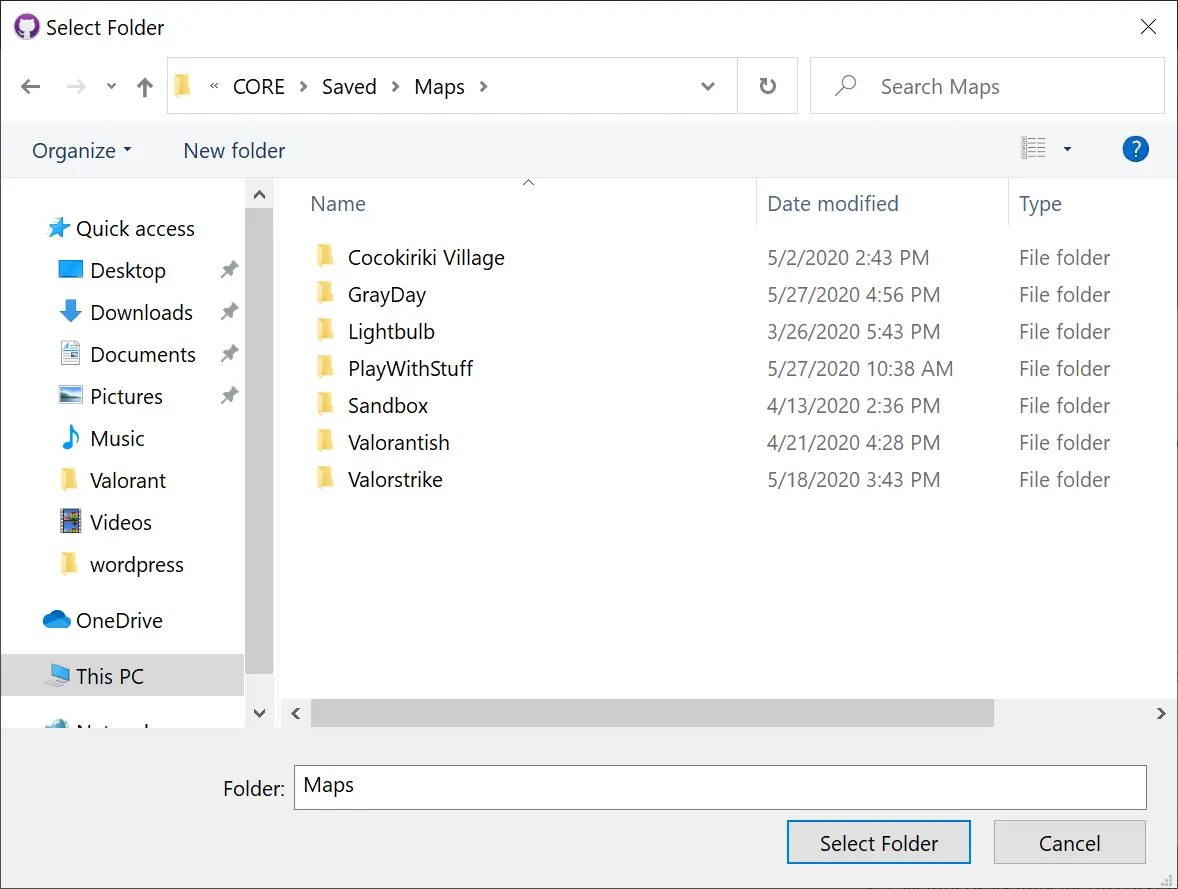 Select Folder
« CORE > Saved > Maps >
Search Maps
Organize
New folder
?
Name
Date modified
Type
Quick access
Desktop
Downloads
Documents
Pictures
Music
Valorant
Videos
wordpress
OneDrive
This PC
Cocokiriki Village 5/2/2020 2:43 PM File folder
GrayDay 5/27/2020 4:56 PM File folder
Lightbulb 3/26/2020 5:43 PM File folder
PlayWithStuff 5/27/2020 10:38 AM File folder
Sandbox 4/13/2020 2:36 PM File folder
Valorantish 4/21/2020 4:28 PM File folder
Valorstrike 5/18/2020 3:43 PM File folder
Folder: Maps
Select Folder
Cancel